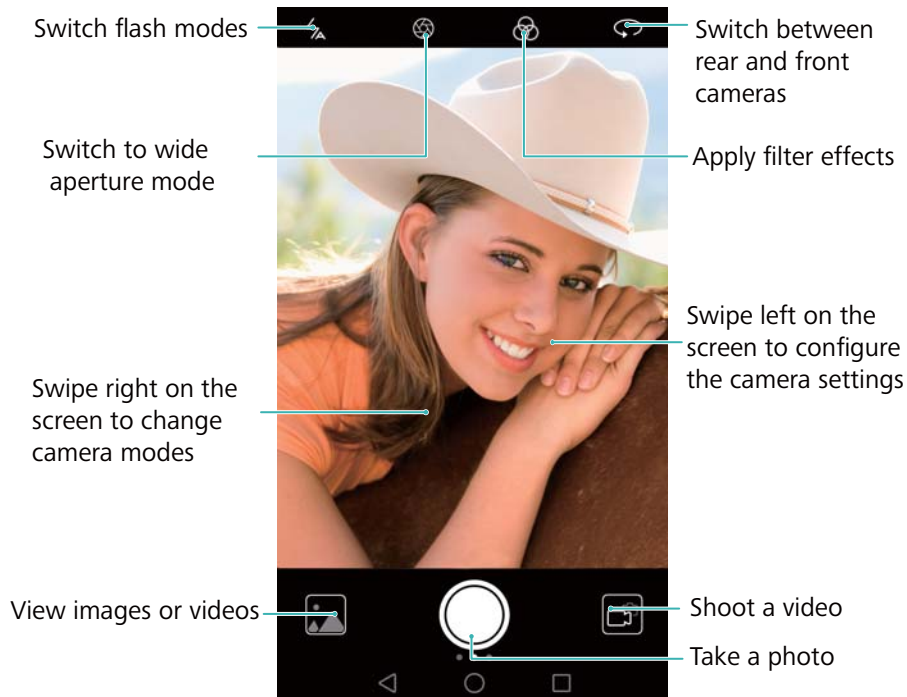 Switch flash modes
Switch between
rear and front
cameras
Switch to wide
aperture mode
Apply filter effects
Swipe left on the
screen to configure
the camera settings
Swipe right on the
screen to change
camera modes
View images or videos
Shoot a video
Take a photo